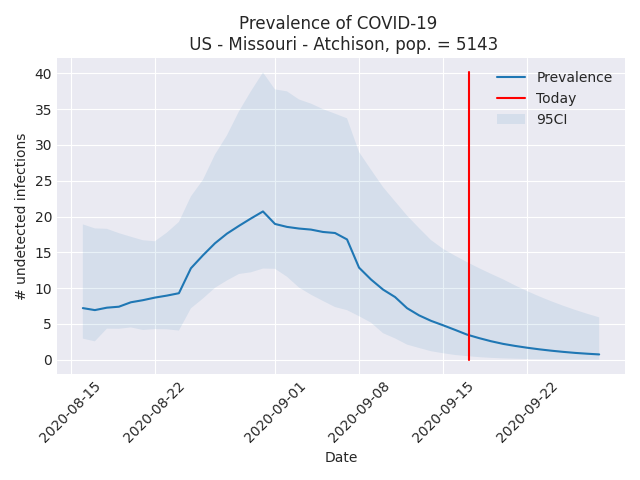 Prevalence of COVID-19
US - Missouri - Atchison, pop. = 5143
40
35
30
25
20
15
10
5
0
# undetected infections
Prevalence
Today
95CI
2020-08-15
2020-08-22
2020-09-01
2020-09-08
2020-09-15
2020-09-22
Date